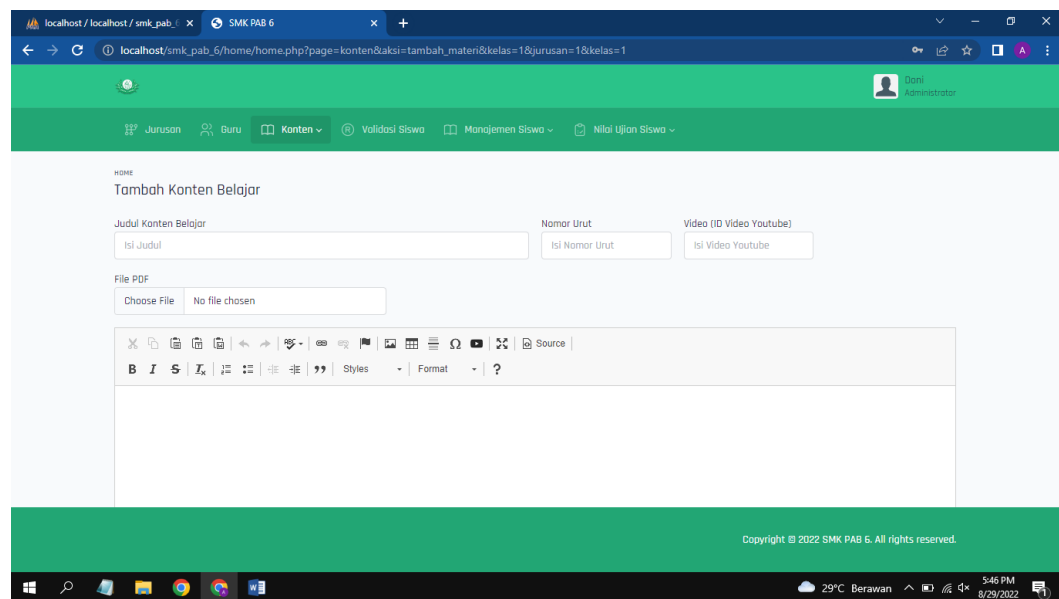 localhost / localhost / smk_pab_
SMK PAB 6
localhost/smk_pab_6/home/home.php?page=konten&aksi=tambah_materi&kelas=1&jurusan=1&kelas=1
A
Dani
Administrator
Jurusan Guru Konten Validasi Siswa Manajemen Siswa Nilai Ujian Siswa
HOME
Tambah Konten Belajar
Judul Konten Belajar Nomor Urut Video (ID Video Youtube)
Isi Judul Isi Nomor Urut Isi Video Youtube
File PDF
Choose File No file chosen
Source
B I S Ix Styles Format ?
Copyright © 2022 SMK PAB 6. All rights reserved.
29°C Berawan 5:46 PM
8/29/2022